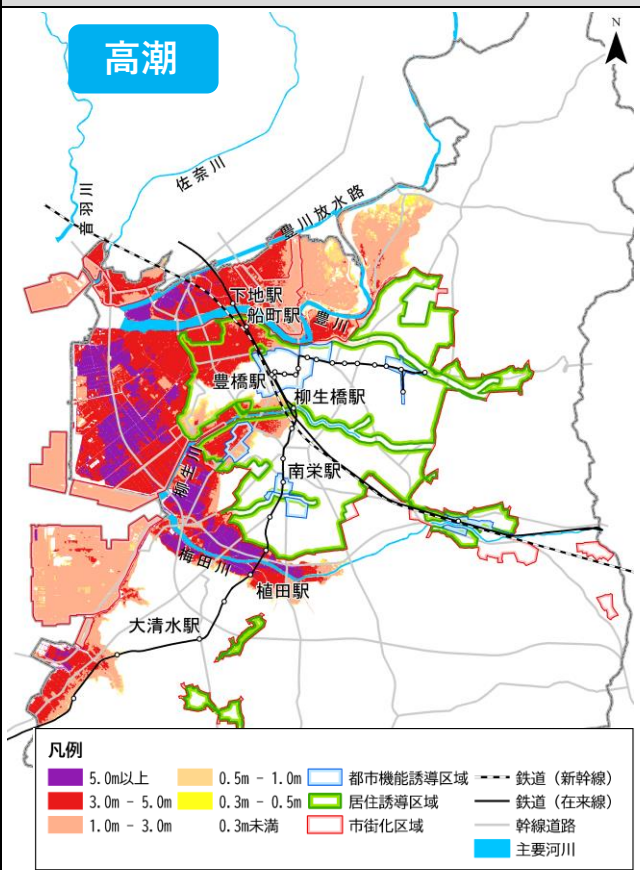 高潮
N
音羽川
佐奈川
豊川放水路
下地駅
船町駅
豊川
豊橋駅
柳生橋駅
柳生川
南栄駅
梅田川
植田駅
大清水駅
凡例
5.0m以上
3.0m - 5.0m
1.0m - 3.0m
0.5m - 1.0m
0.3m - 0.5m
0.3m未満
都市機能誘導区域
居住誘導区域
市街化区域
鉄道（新幹線）
鉄道（在来線）
幹線道路
主要河川